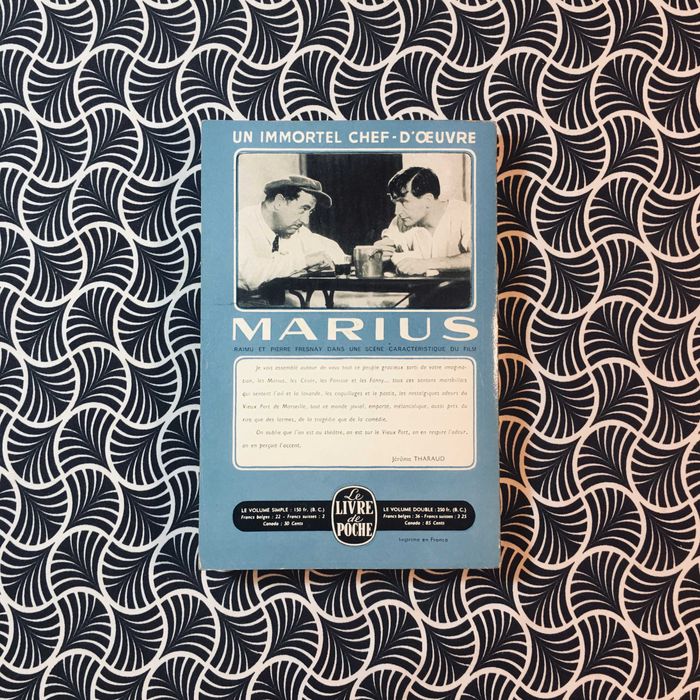 UN IMMORTEL CHEF-D'ŒUVRE
MARIUS
RAIMU ET PIERRE FRESNAY DANS UNE SCÈNE CARACTÉRISTIQUE DU FILM
Je vois assemblé autour de vous tout ce peuple gracieux sorti de votre imagina-
tion, les Marius, les César, les Panisse et les Fanny... tous ces santons marseillais
qui sentent l'ail et la lavande, les coquillages et le pastis, les nostalgiques odeurs du
Vieux Port de Marseille, tout ce monde jovial, emporté, mélancolique, aussi près du
rire que des larmes, de la tragédie que de la comédie.
On oublie que l'on est au théâtre, on est sur le Vieux Port, on en respire l'odeur,
on en perçoit l'accent.
Jérôme THARAUD
LE VOLUME SIMPLE : 150 fr. (B. C.)
Francs belges : 22 - Francs suisses : 2
Canada : 50 Cents
Le
LIVRE
de
POCHE
LE VOLUME DOUBLE : 250 fr. (B. C.)
Francs belges : 36 - Francs suisses : 3 25
Canada : 85 Cents
Imprimé en France